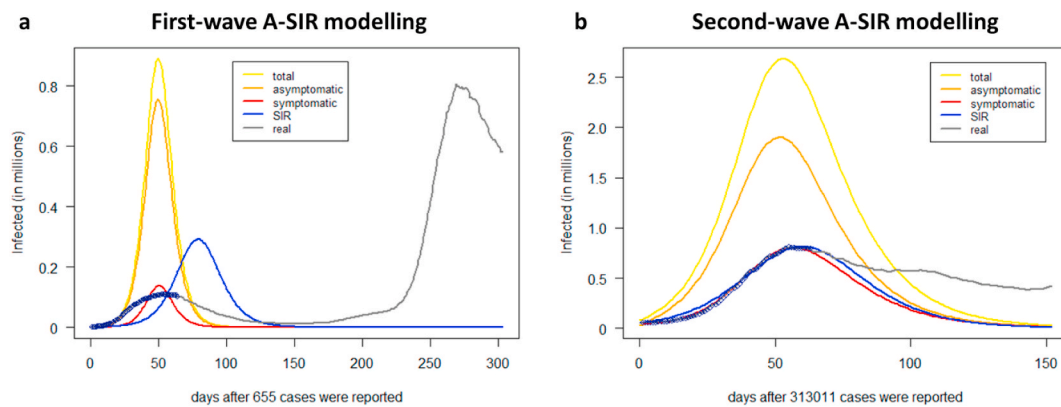 a First-wave A-SIR modelling
total
asymptomatic
symptomatic
SIR
real
Infected (in millions)
0.8
0.6
0.4
0.2
0
0 50 100 150 200 250 300
days after 655 cases were reported
b Second-wave A-SIR modelling
total
asymptomatic
symptomatic
SIR
real
Infected (in millions)
2.5
2.0
1.5
1.0
0.5
0
0 50 100 150
days after 313011 cases were reported